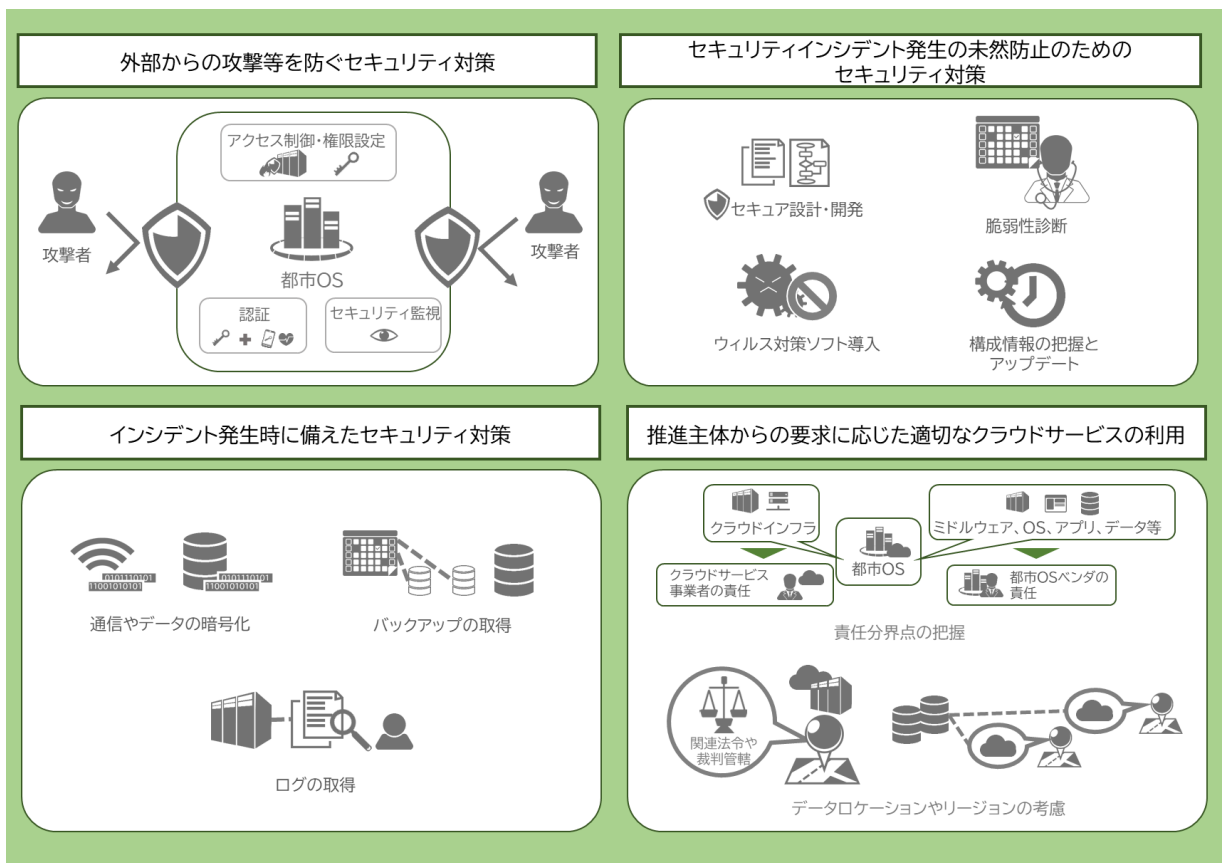 外部からの攻撃等を防ぐセキュリティ対策
アクセス制御・権限設定
攻撃者
都市OS
攻撃者
認証
セキュリティ監視
セキュリティインシデント発生の未然防止のための
セキュリティ対策
セキュア設計・開発
脆弱性診断
ウィルス対策ソフト導入
構成情報の把握と
アップデート
インシデント発生時に備えたセキュリティ対策
0101110101
11001010101
0101110101
11001010101
通信やデータの暗号化
バックアップの取得
ログの取得
推進主体からの要求に応じた適切なクラウドサービスの利用
クラウドインフラ
ミドルウェア、OS、アプリ、データ等
都市OS
クラウドサービス
事業者の責任
都市OSベンダの
責任
責任分界点の把握
関連法令や
裁判管轄
データロケーションやリージョンの考慮